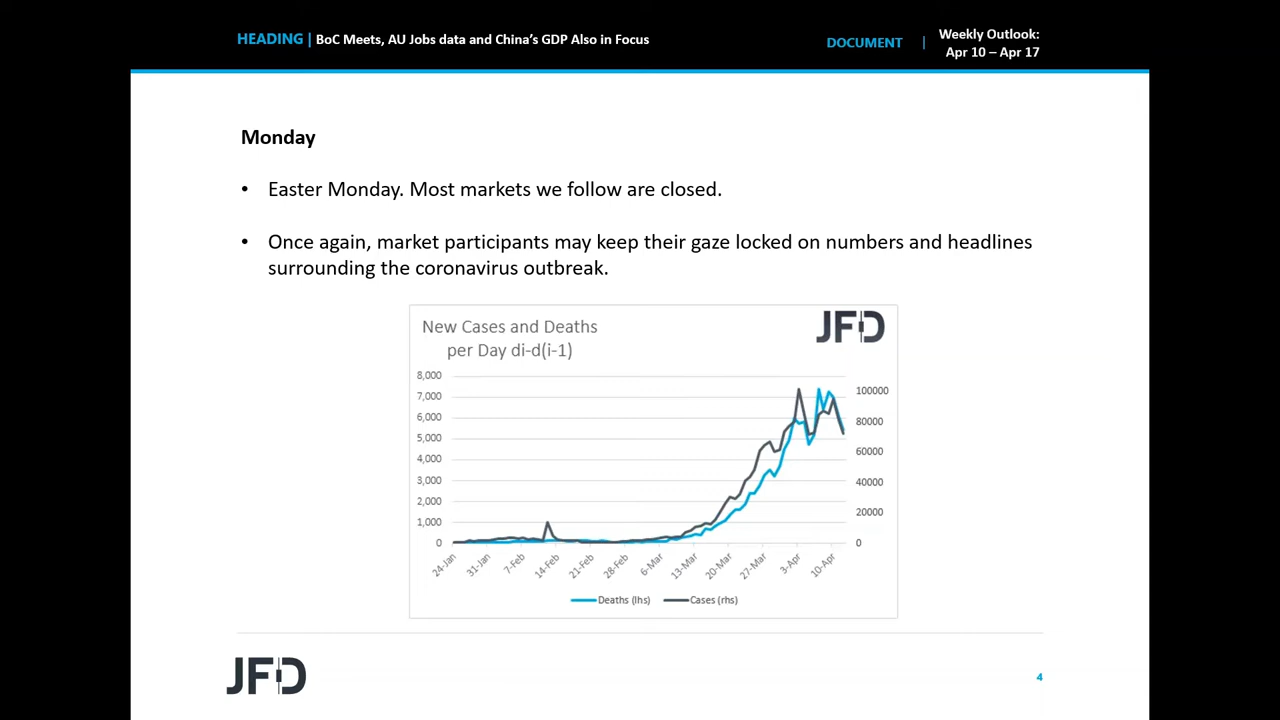 HEADING | BoC Meets, AU Jobs data and China's GDP Also in Focus
DOCUMENT | Weekly Outlook:
Apr 10 – Apr 17
Monday
• Easter Monday. Most markets we follow are closed.
• Once again, market participants may keep their gaze locked on numbers and headlines
surrounding the coronavirus outbreak.
New Cases and Deaths
per Day di-d(i-1)
JFD
8,000
7,000
6,000
5,000
4,000
3,000
2,000
1,000
0
100000
80000
60000
40000
20000
0
24-Jan
31-Jan
7-Feb
14-Feb
21-Feb
28-Feb
6-Mar
13-Mar
20-Mar
27-Mar
3-Apr
10-Apr
Deaths (lhs) Cases (rhs)
JFD
4